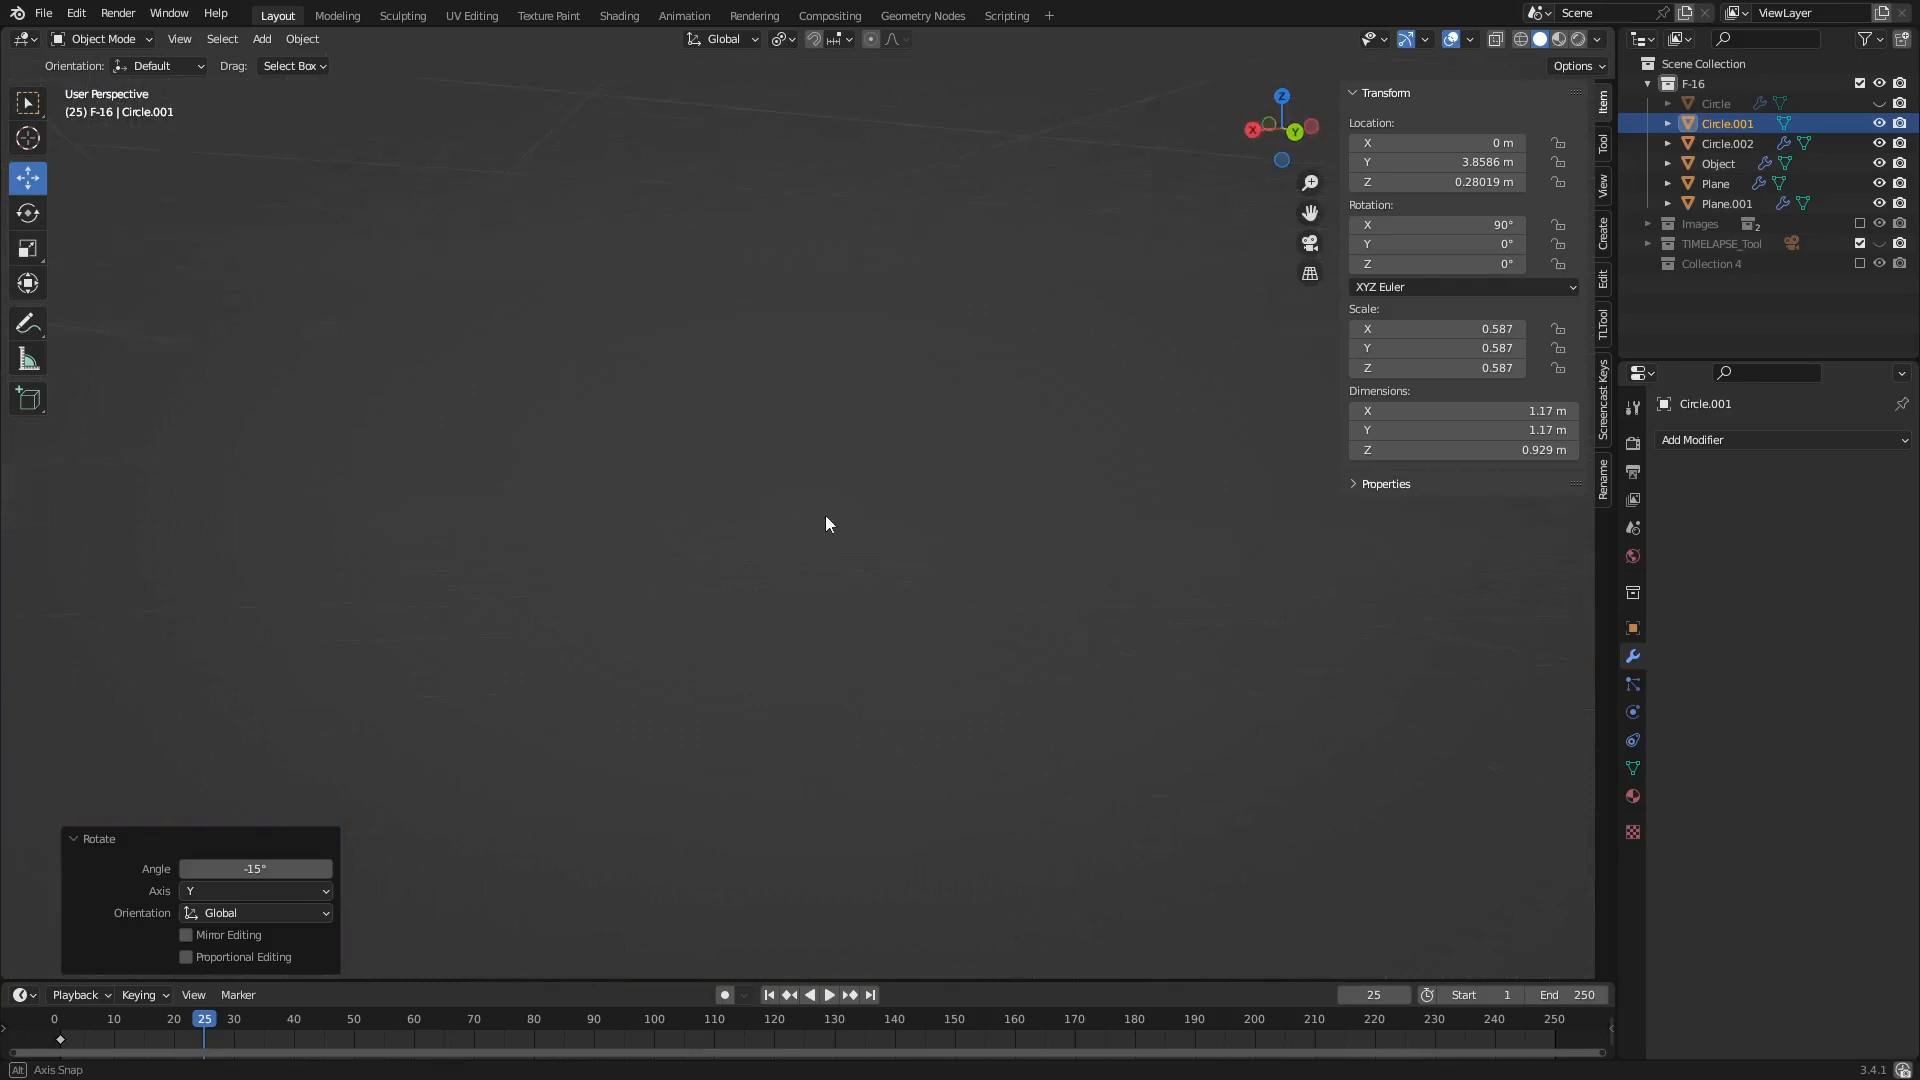 File Edit Render Window Help Layout Modeling Sculpting UV Editing Texture Paint Shading Animation Rendering Compositing Geometry Nodes Scripting + Scene ViewLayer
Object Mode View Select Add Object Global
Orientation: Default Drag: Select Box Options
User Perspective
(25) F-16 | Circle.001
Z
X
Y
Transform
Location:
X 0 m
Y 3.8586 m
Z 0.28019 m
Rotation:
X 90°
Y 0°
Z 0°
XYZ Euler
Scale:
X 0.587
Y 0.587
Z 0.587
Dimensions:
X 1.17 m
Y 1.17 m
Z 0.929 m
Properties
Item
Tool
View
Create
Edit
TLTool
Screencast Keys
Rename
Scene Collection
F-16
Circle
Circle.001
Circle.002
Object
Plane
Plane.001
Images 2
TIMELAPSE_Tool
Collection 4
Circle.001
Add Modifier
Rotate
Angle -15°
Axis Y
Orientation Global
Mirror Editing
Proportional Editing
Playback Keying View Marker 25 Start 1 End 250
0 10 20 25 30 40 50 60 70 80 90 100 110 120 130 140 150 160 170 180 190 200 210 220 230 240 250
Alt Axis Snap 3.4.1